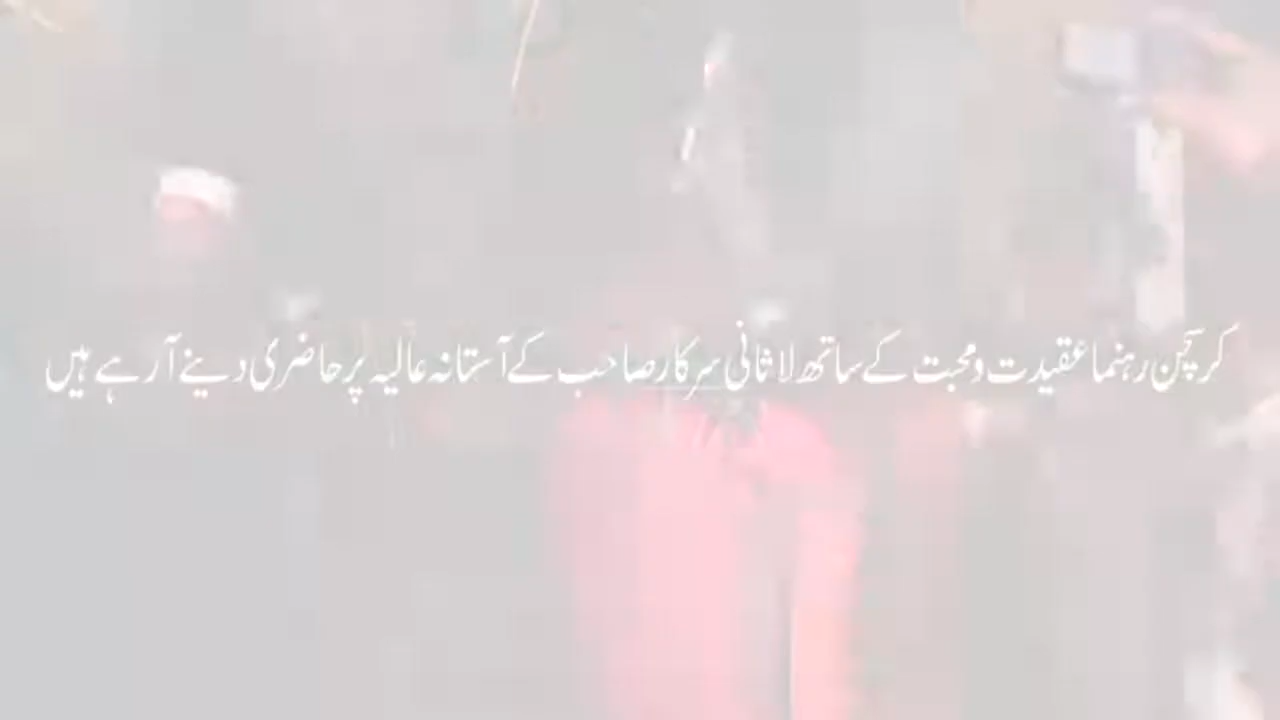 کرسچن رہنما عقیدت و محبت کے ساتھ لاثانی سرکار صاحب کے آستانہ عالیہ پر حاضری دینے آ رہے ہیں